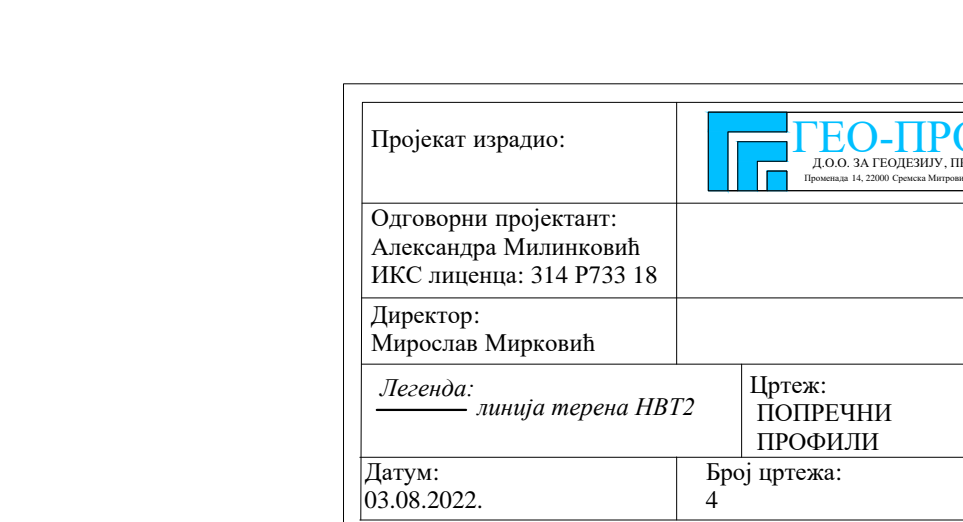 Пројекат израдио:
ГЕО-ПРО
Д.О.О. ЗА ГЕОДЕЗИЈУ,
Променада 14, 22000 Сремска
Одговорни пројектант:
Александра Милинковић
ИКС лиценца: 314 Р733 18
Директор:
Мирослав Мирковић
Легенда:
линија терена НВТ2
Цртеж:
ПОПРЕЧНИ
ПРОФИЛИ
Датум:
03.08.2022.
Број цртежа:
4